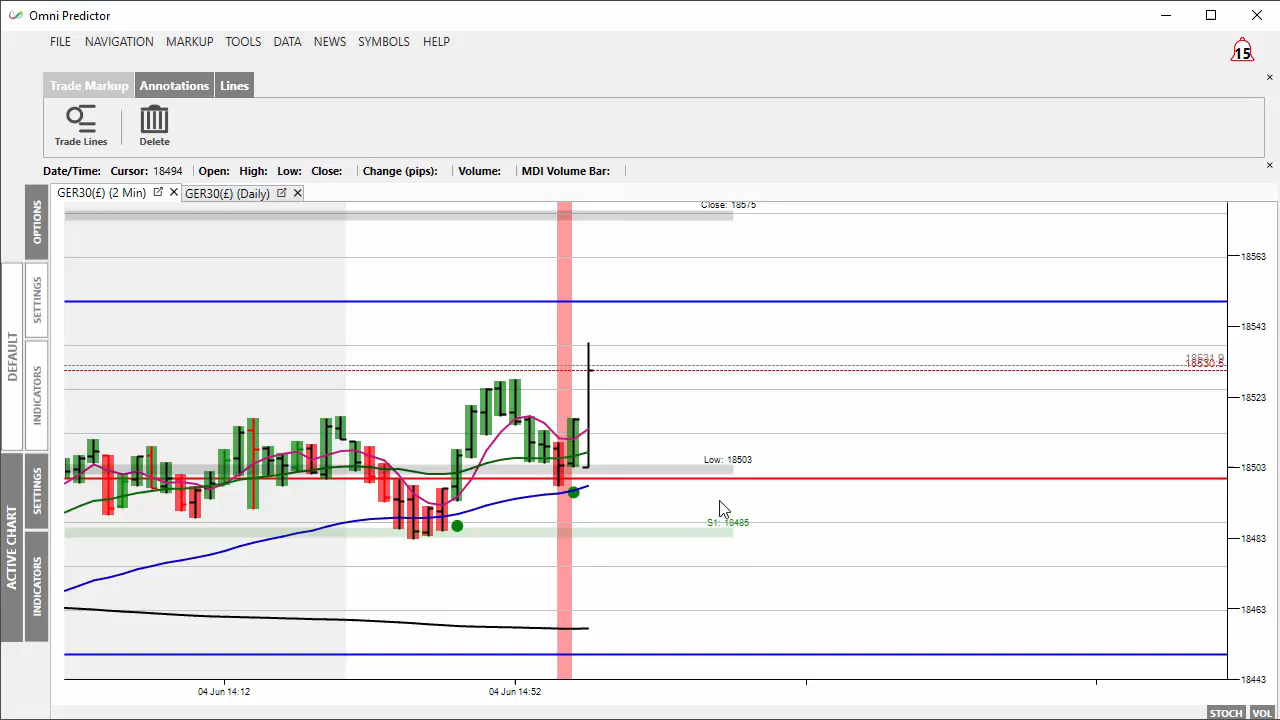 Omni Predictor
FILE NAVIGATION MARKUP TOOLS DATA NEWS SYMBOLS HELP
15
Trade Markup Annotations Lines
Trade Lines Delete
Date/Time: Cursor: 18494 Open: High: Low: Close: Change (pips): Volume: MDI Volume Bar:
GER30(£) (2 Min) GER30(£) (Daily)
OPTIONS
SETTINGS
DEFAULT
INDICATORS
SETTINGS
ACTIVE CHART
INDICATORS
Close: 18575
18563
18543
18530.5
18523
Low: 18503
18503
S1: 18485
18483
18463
18443
04 Jun 14:12 04 Jun 14:52
STOCH VOL